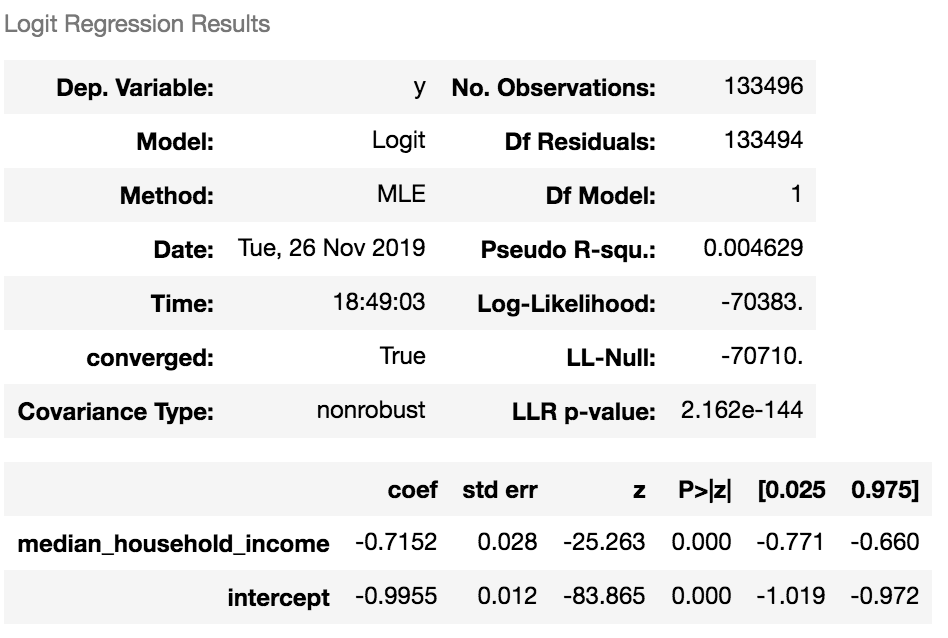 Logit Regression Results
Dep. Variable: y No. Observations: 133496
Model: Logit Df Residuals: 133494
Method: MLE Df Model: 1
Date: Tue, 26 Nov 2019 Pseudo R-squ.: 0.004629
Time: 18:49:03 Log-Likelihood: -70383.
converged: True LL-Null: -70710.
Covariance Type: nonrobust LLR p-value: 2.162e-144
coef std err z P>|z| [0.025 0.975]
median_household_income -0.7152 0.028 -25.263 0.000 -0.771 -0.660
intercept -0.9955 0.012 -83.865 0.000 -1.019 -0.972